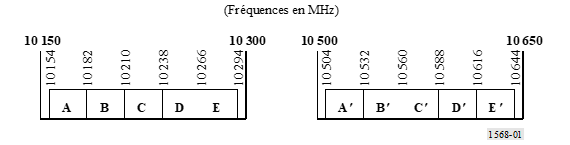 (Fréquences en MHz)
10 150 10 300 10 500 10 650
10 154 10 182 10 210 10 238 10 266 10 294 10 504 10 532 10 560 10 588 10 616 10 644
A B C D E A′ B′ C′ D′ E′
1568-01